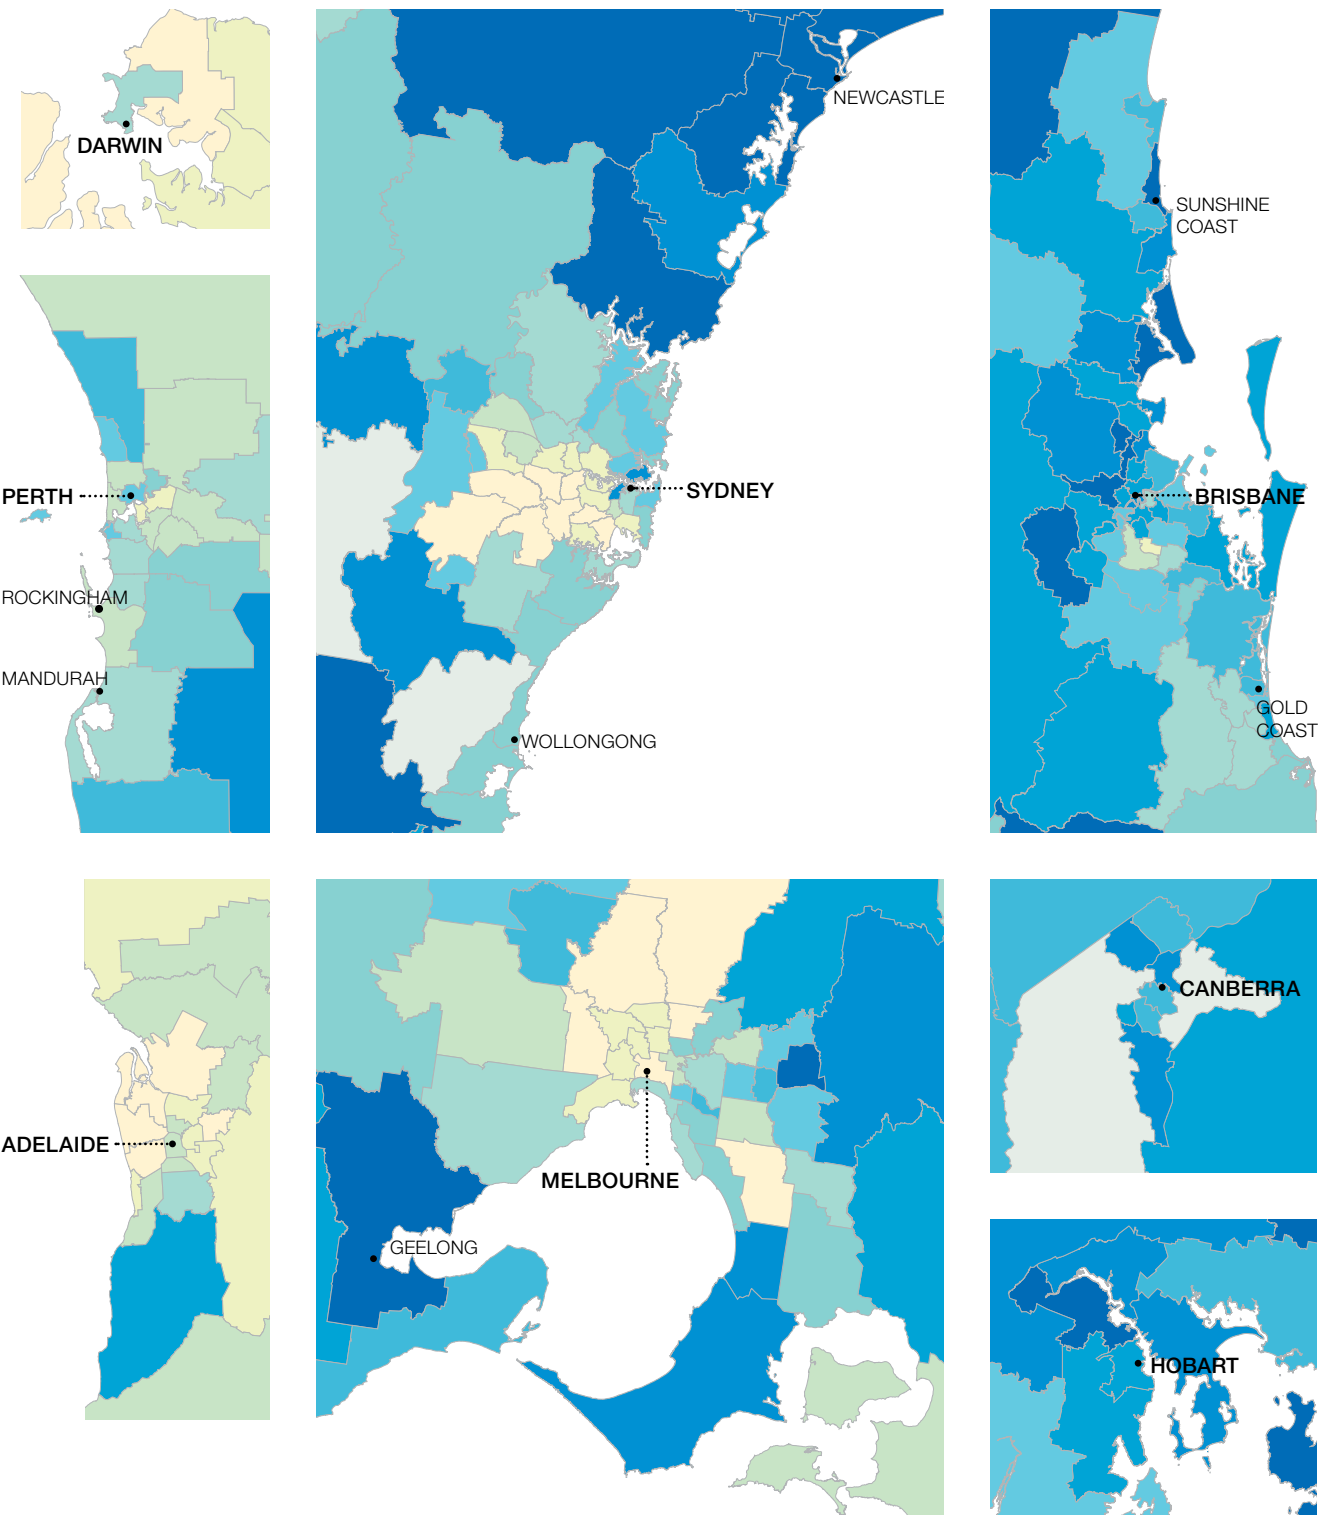 DARWIN
NEWCASTLE
SUNSHINE
COAST
PERTH
SYDNEY
BRISBANE
ROCKINGHAM
MANDURAH
WOLLONGONG
GOLD
COAST
CANBERRA
ADELAIDE
MELBOURNE
GEELONG
HOBART